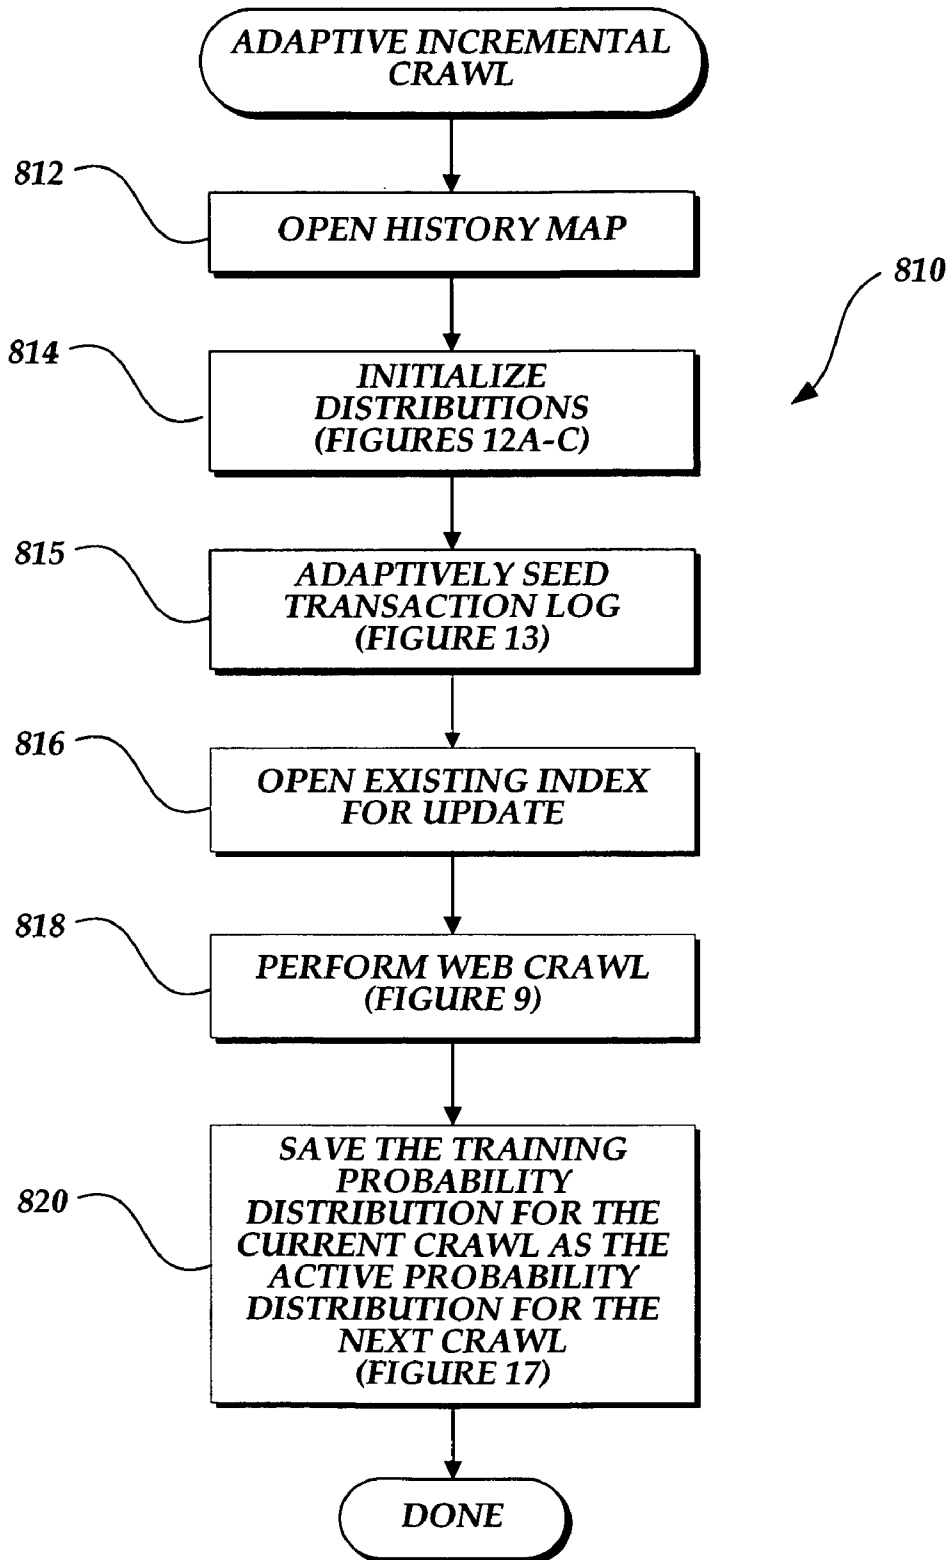 ADAPTIVE INCREMENTAL
CRAWL
812
OPEN HISTORY MAP
810
814
INITIALIZE
DISTRIBUTIONS
(FIGURES 12A-C)
815
ADAPTIVELY SEED
TRANSACTION LOG
(FIGURE 13)
816
OPEN EXISTING INDEX
FOR UPDATE
818
PERFORM WEB CRAWL
(FIGURE 9)
820
SAVE THE TRAINING
PROBABILITY
DISTRIBUTION FOR THE
CURRENT CRAWL AS THE
ACTIVE PROBABILITY
DISTRIBUTION FOR THE
NEXT CRAWL
(FIGURE 17)
DONE